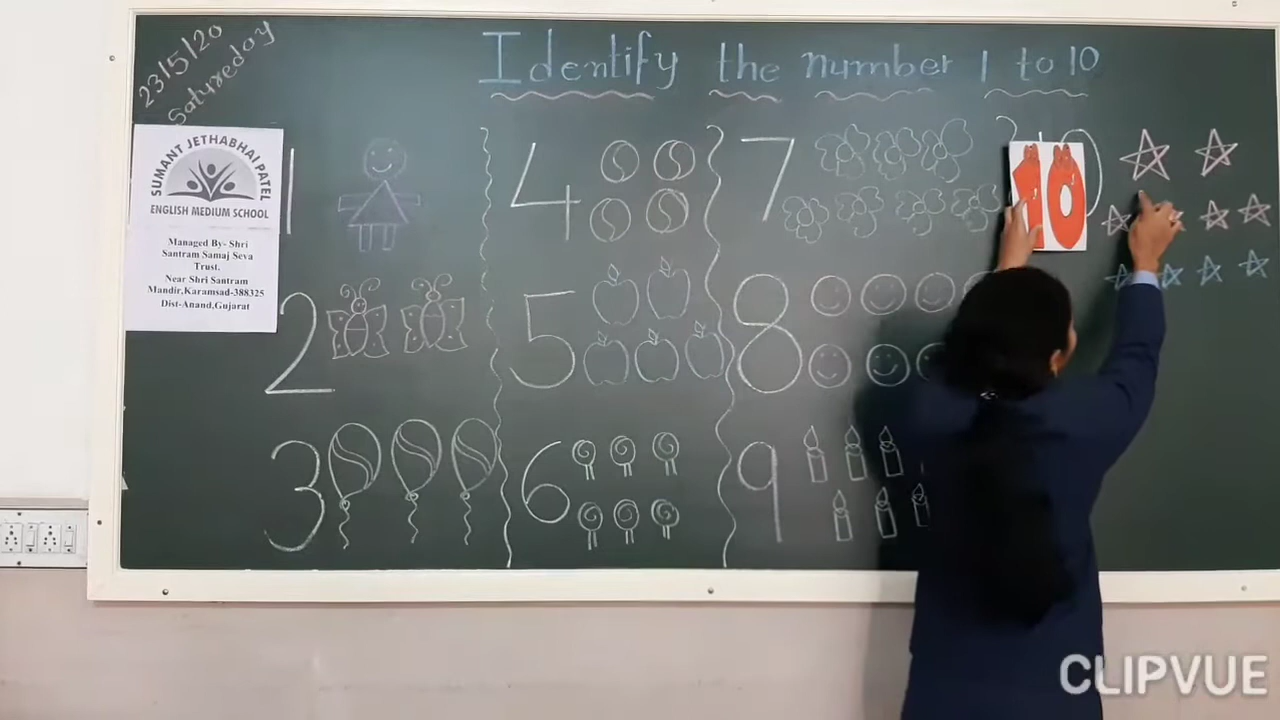 23/5/20
Satureday
Identify the number 1 to 10
SUMANT JETHABHAI PATEL
ENGLISH MEDIUM SCHOOL
Managed By- Shri
Santram Samaj Seva
Trust.
Near Shri Santram
Mandir,Karamsad-388325
Dist-Anand,Gujarat
1
2
3
4
5
6
7
8
9
10
CLIPVUE